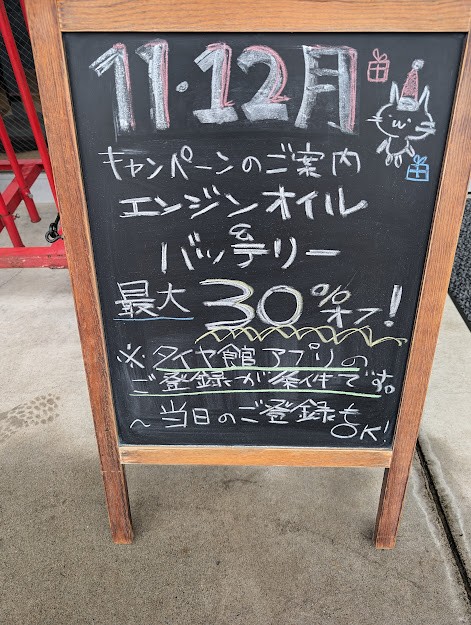 11・12月
キャンペーンのご案内
エンジンオイル
&
バッテリー
最大30%オフ!
※タイヤ館アプリの
ご登録が条件です。
~当日のご登録も
OK!